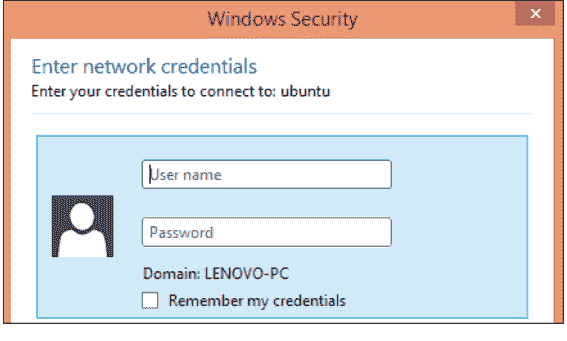 Windows Security
Enter network credentials
Enter your credentials to connect to: ubuntu
User name
Password
Domain: LENOVO-PC
Remember my credentials